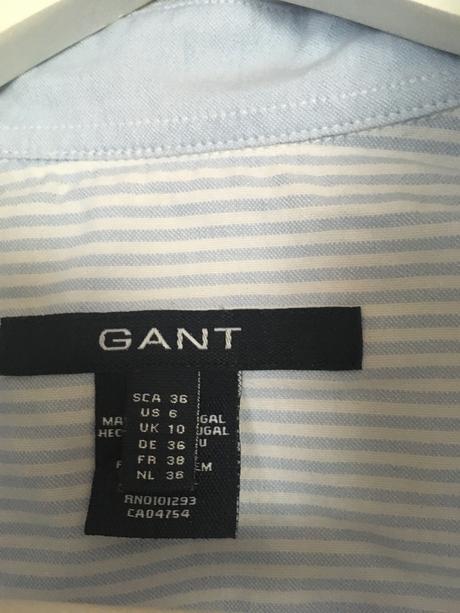 GANT
SCA 36
US 6
UK 10
DE 36
FR 38
NL 36
RN0101293
CA04754